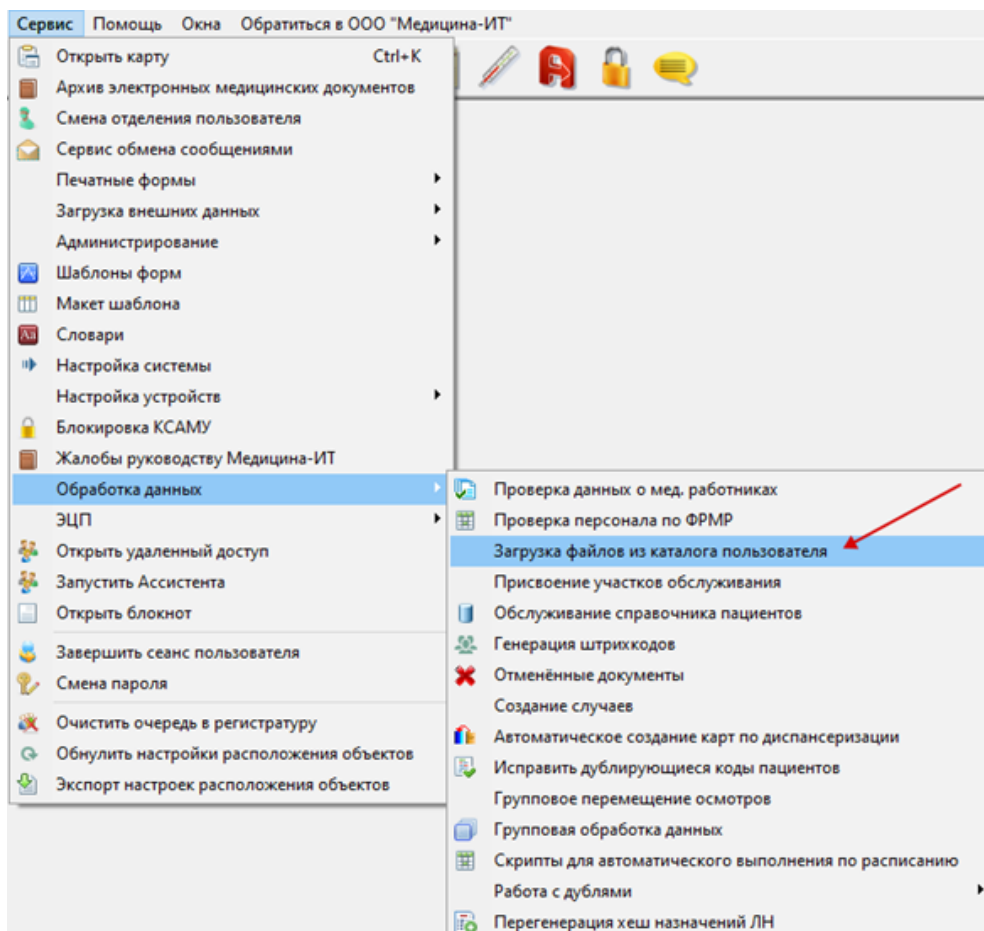 Сервис Помощь Окна Обратиться в ООО "Медицина-ИТ"
Открыть карту Ctrl+K
Архив электронных медицинских документов
Смена отделения пользователя
Сервис обмена сообщениями
Печатные формы
Загрузка внешних данных
Администрирование
Шаблоны форм
Макет шаблона
Словари
Настройка системы
Настройка устройств
Блокировка КСАМУ
Жалобы руководству Медицина-ИТ
Обработка данных
ЭЦП
Открыть удаленный доступ
Запустить Ассистента
Открыть блокнот
Завершить сеанс пользователя
Смена пароля
Очистить очередь в регистратуру
Обнулить настройки расположения объектов
Экспорт настроек расположения объектов
Проверка данных о мед. работниках
Проверка персонала по ФРМР
Загрузка файлов из каталога пользователя
Присвоение участков обслуживания
Обслуживание справочника пациентов
Генерация штрихкодов
Отменённые документы
Создание случаев
Автоматическое создание карт по диспансеризации
Исправить дублирующиеся коды пациентов
Групповое перемещение осмотров
Групповая обработка данных
Скрипты для автоматического выполнения по расписанию
Работа с дублями
Перегенерация хеш назначений ЛН